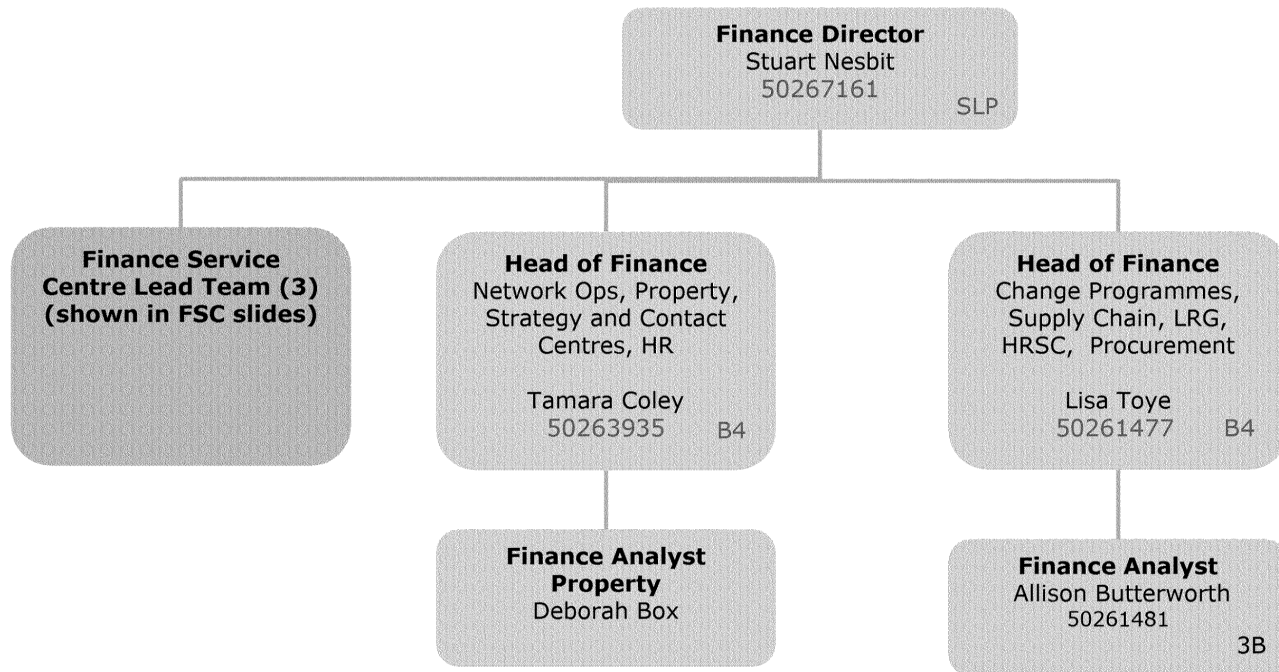 Finance Director
Stuart Nesbit
50267161
SLP
Finance Service
Centre Lead Team (3)
(shown in FSC slides)
Head of Finance
Network Ops, Property,
Strategy and Contact
Centres, HR
Tamara Coley
50263935 B4
Head of Finance
Change Programmes,
Supply Chain, LRG,
HRSC, Procurement
Lisa Toye
50261477 B4
Finance Analyst
Property
Deborah Box
Finance Analyst
Allison Butterworth
50261481
3B